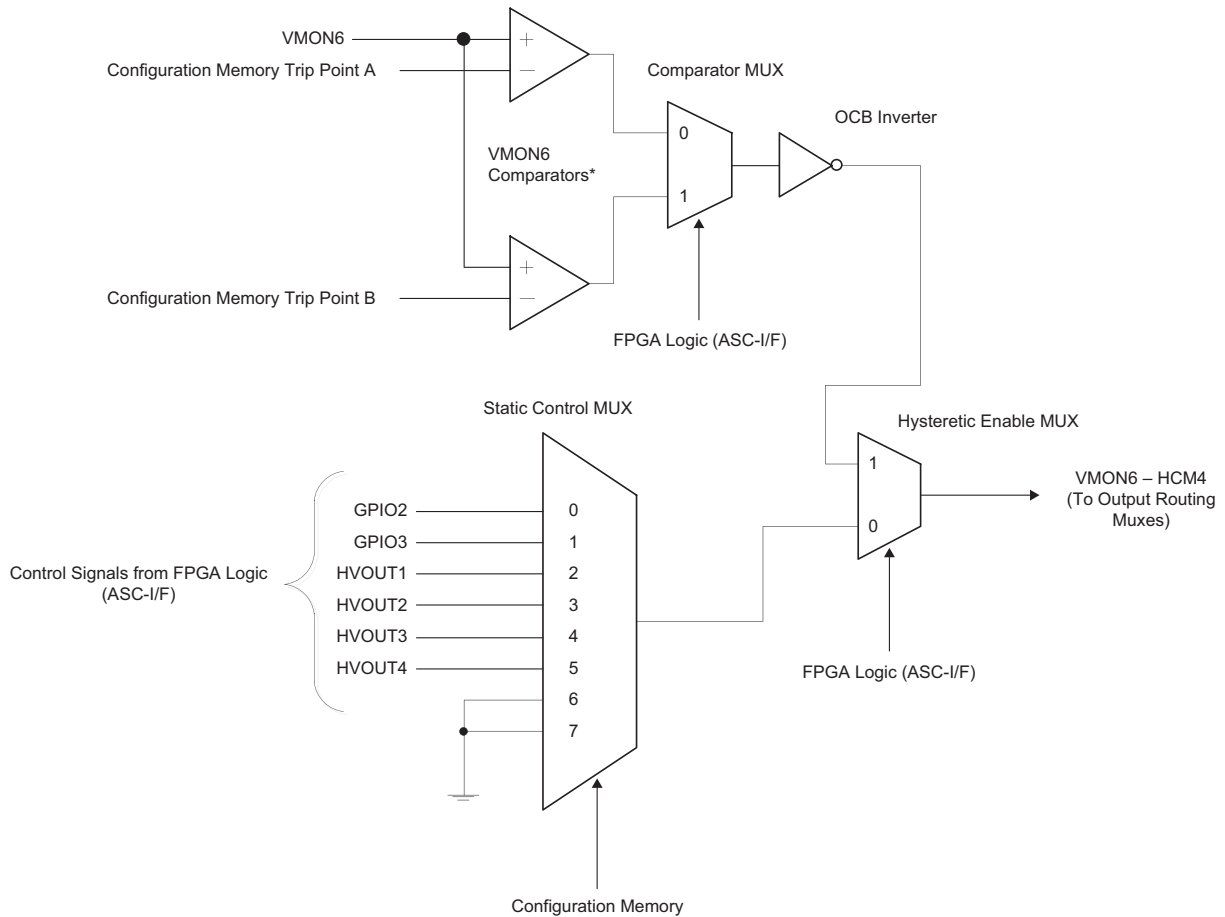 VMON6
Configuration Memory Trip Point A
+
−
Comparator MUX
OCB Inverter
0
1
VMON6
Comparators*
+
−
Configuration Memory Trip Point B
FPGA Logic (ASC-I/F)
Static Control MUX
Hysteretic Enable MUX
1
0
VMON6 – HCM4
(To Output Routing
Muxes)
GPIO2
0
GPIO3
1
HVOUT1
2
HVOUT2
3
HVOUT3
4
HVOUT4
5
6
7
Control Signals from FPGA Logic
(ASC-I/F)
FPGA Logic (ASC-I/F)
Configuration Memory